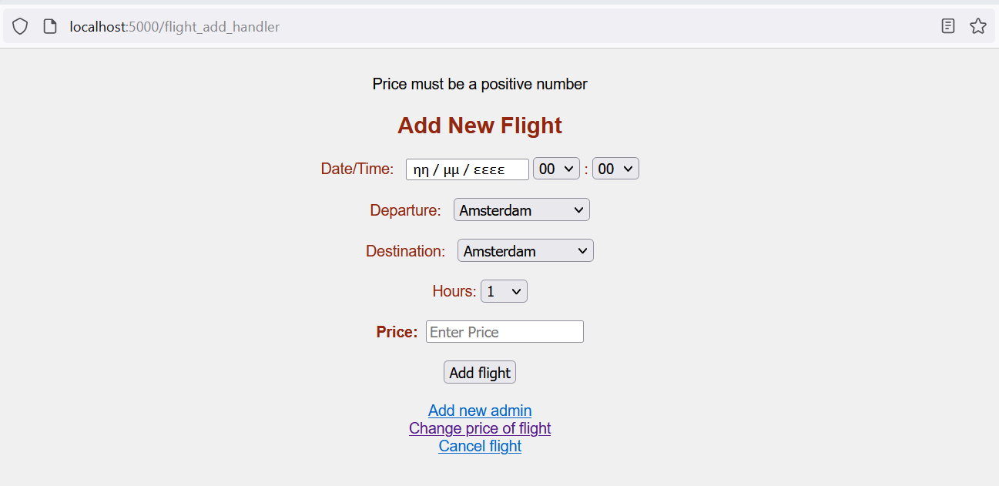 localhost:5000/flight_add_handler
Price must be a positive number
Add New Flight
Date/Time: ηη / μμ / εεεε 00 : 00
Departure: Amsterdam
Destination: Amsterdam
Hours: 1
Price: Enter Price
Add flight
Add new admin
Change price of flight
Cancel flight